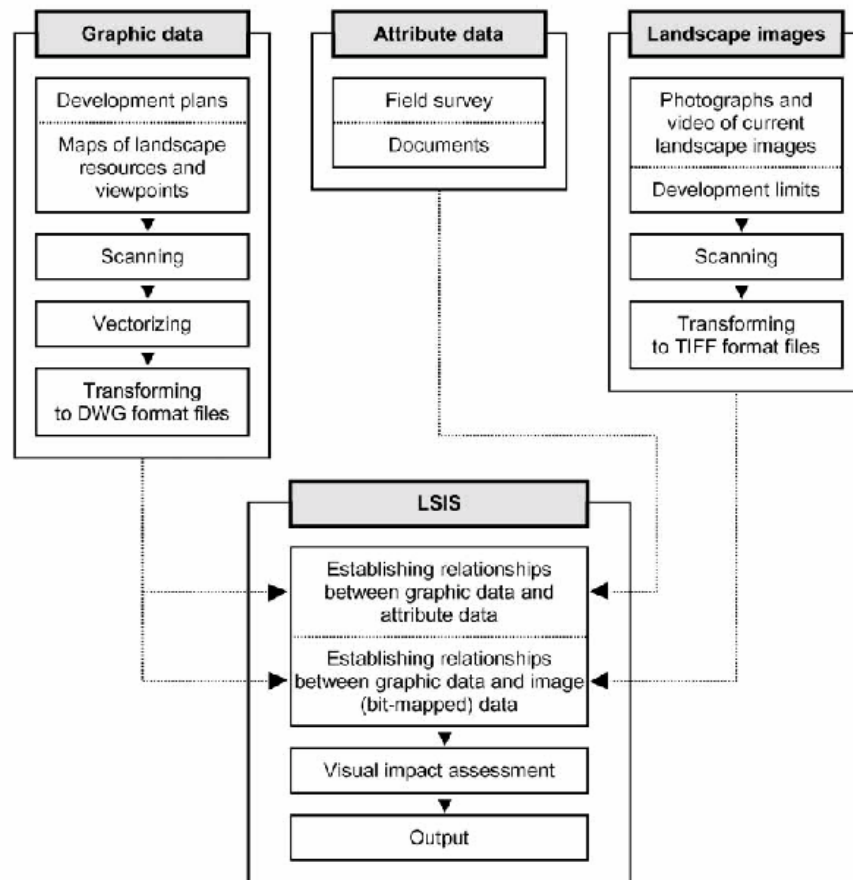 Graphic data
Development plans
Maps of landscape
resources and
viewpoints
Scanning
Vectorizing
Transforming
to DWG format files
Attribute data
Field survey
Documents
Landscape images
Photographs and
video of current
landscape images
Development limits
Scanning
Transforming
to TIFF format files
LSIS
Establishing relationships
between graphic data and
attribute data
Establishing relationships
between graphic data and image
(bit-mapped) data
Visual impact assessment
Output